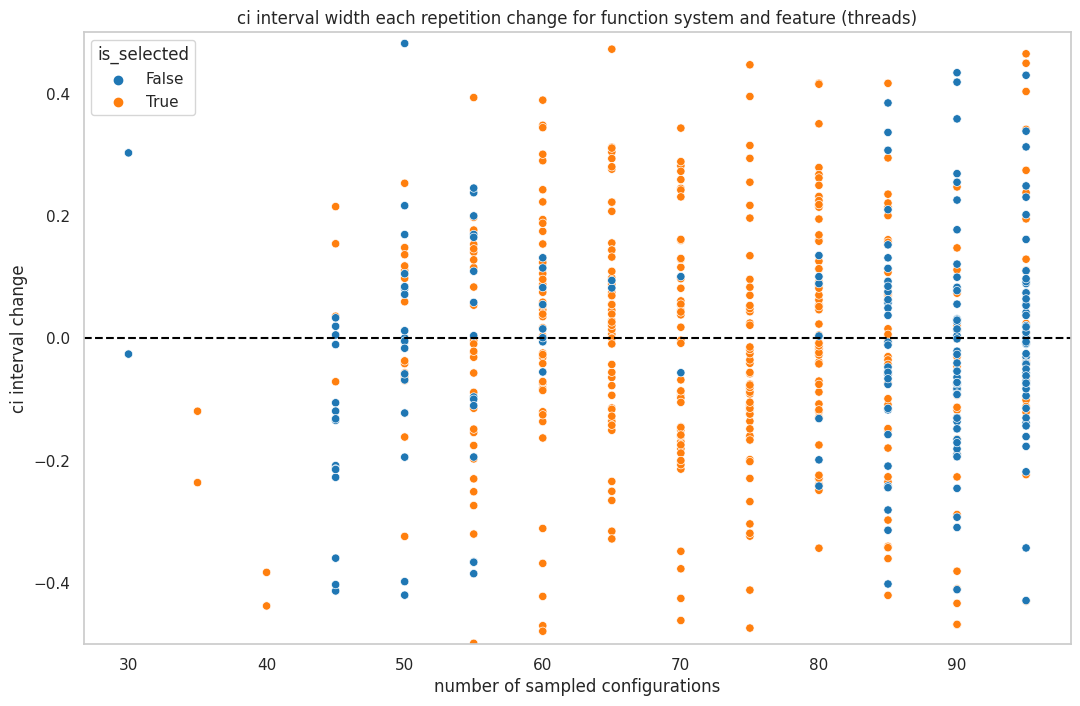 ci interval width each repetition change for function system and feature (threads)
is_selected
False
True
ci interval change
0.4
0.2
0.0
−0.2
−0.4
30
40
50
60
70
80
90
number of sampled configurations